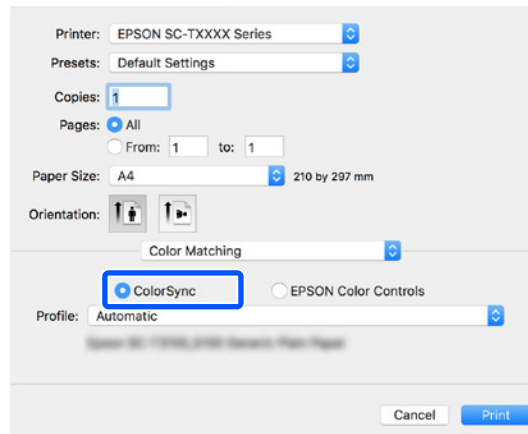 Printer: EPSON SC-TXXXX Series
Presets: Default Settings
Copies: 1
Pages: All
From: 1 to: 1
Paper Size: A4 210 by 297 mm
Orientation:
Color Matching
ColorSync EPSON Color Controls
Profile: Automatic
Cancel Print